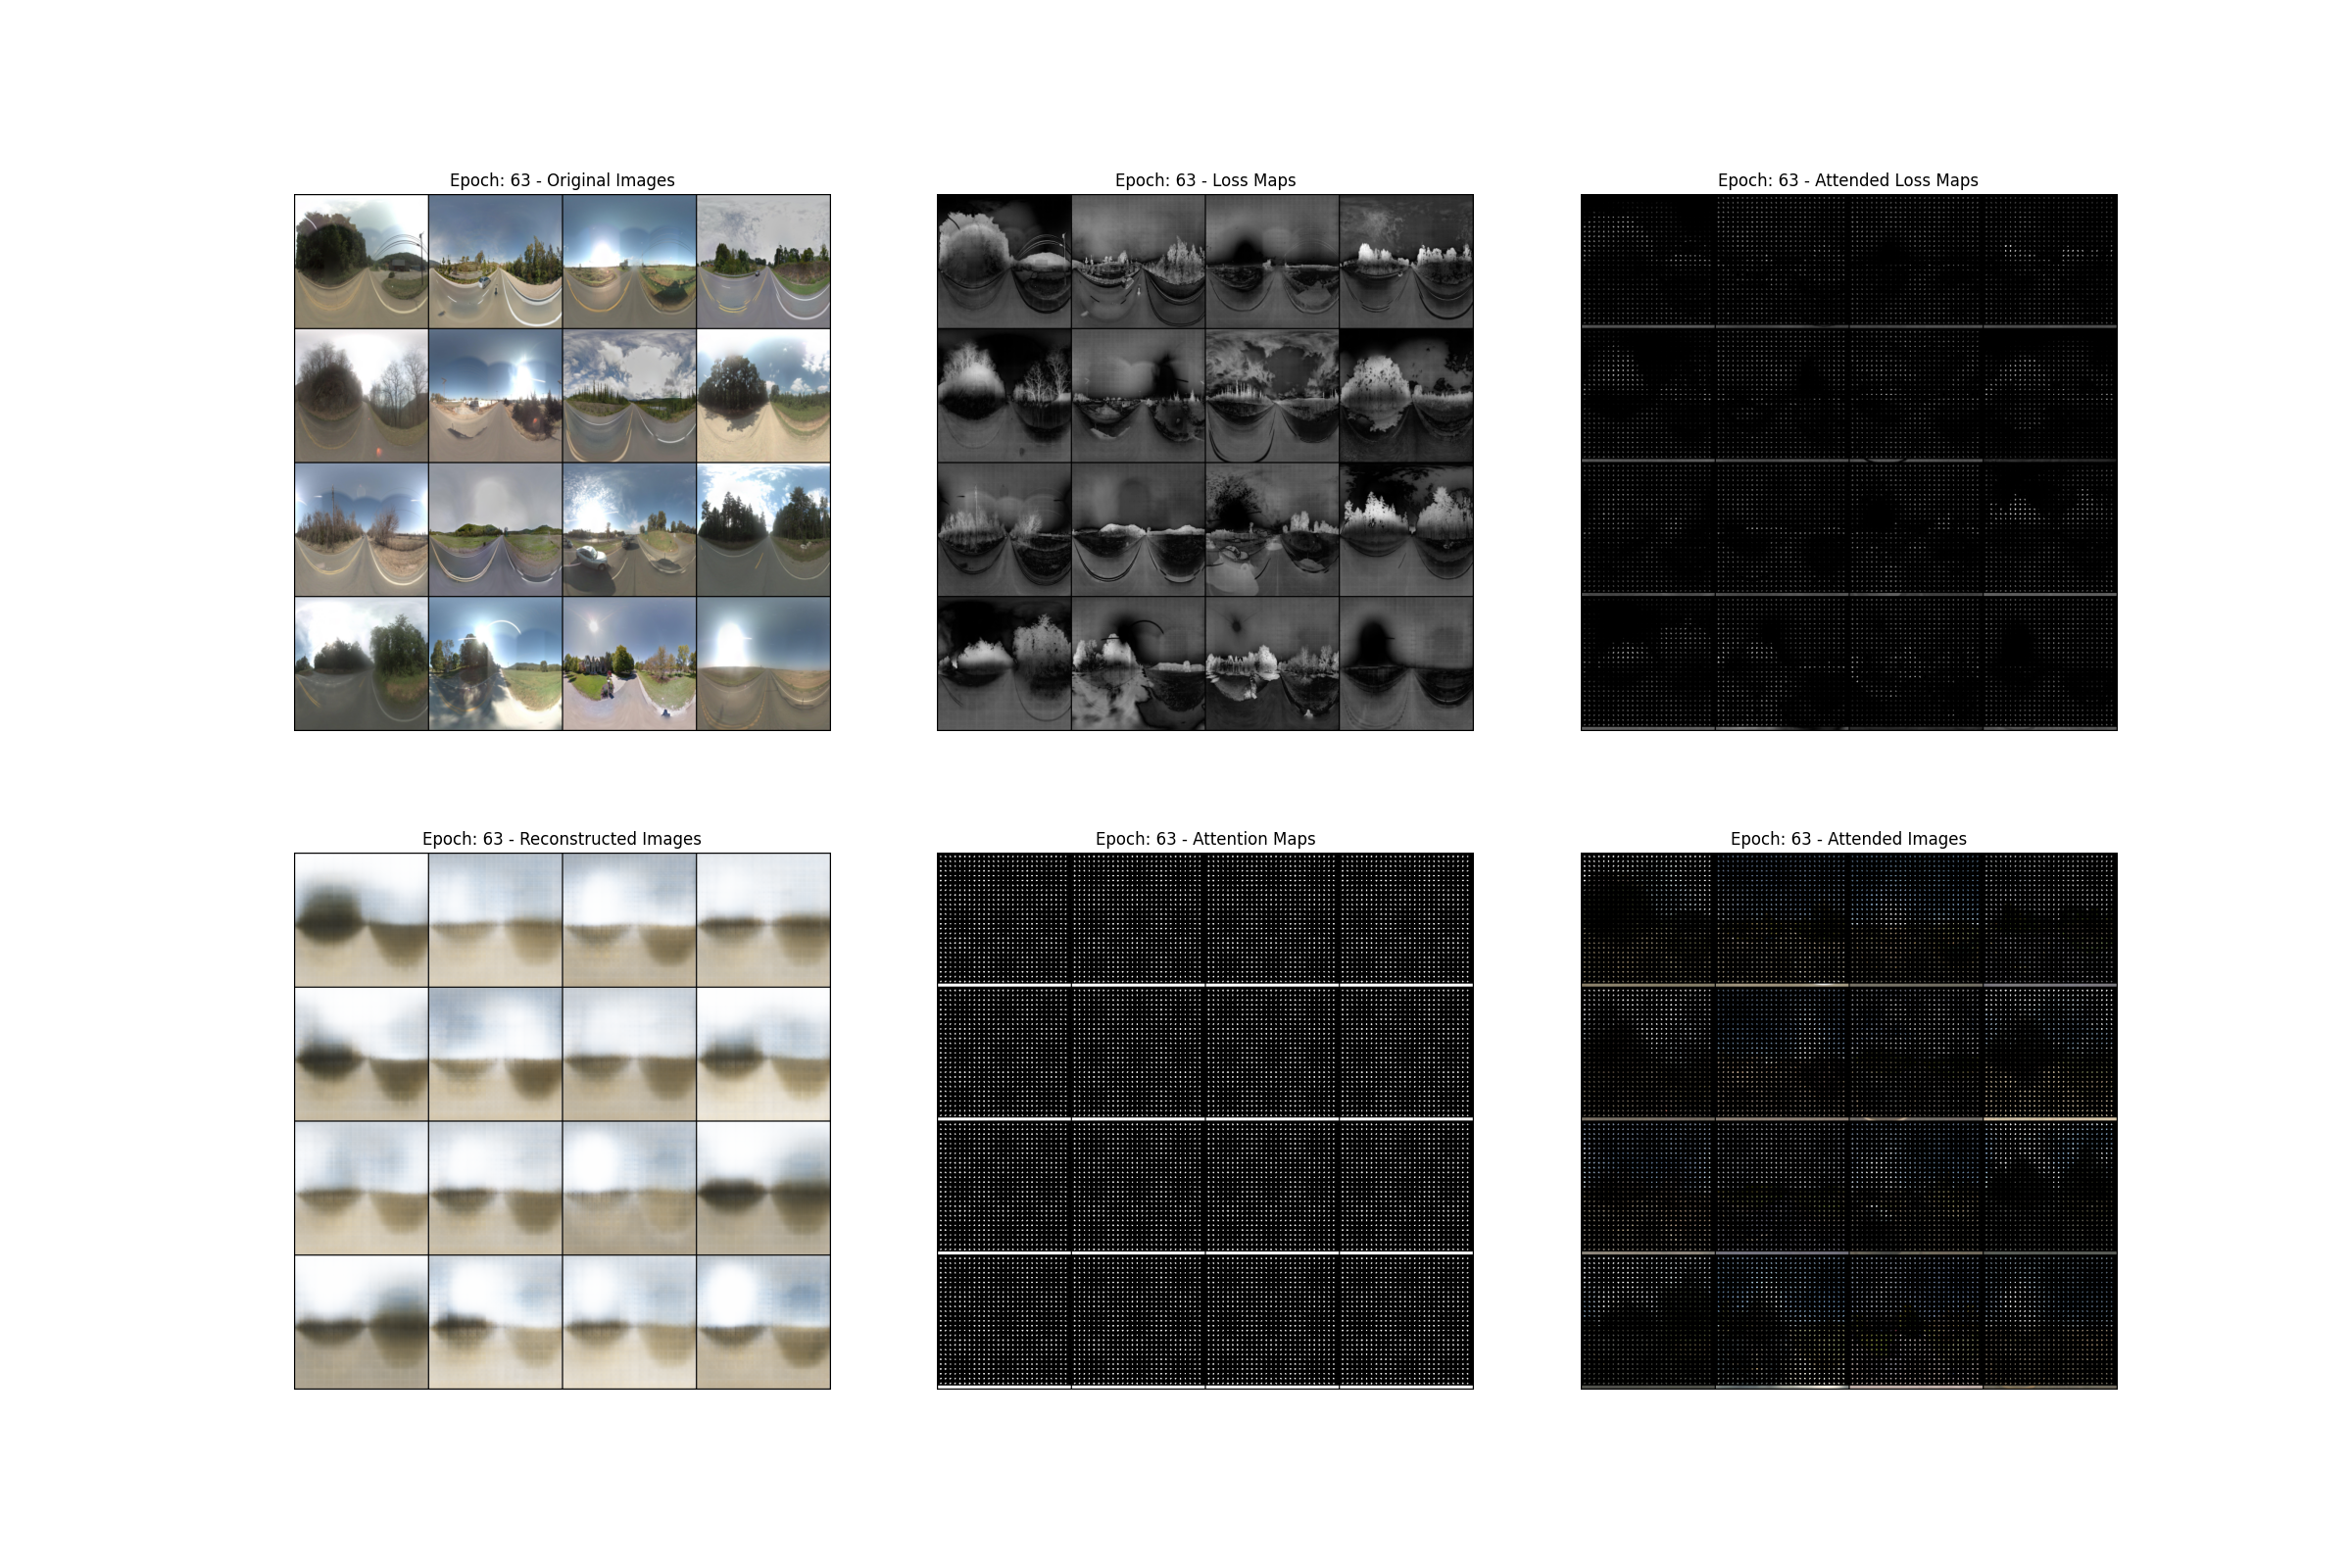 Epoch: 63 - Original Images
Epoch: 63 - Loss Maps
Epoch: 63 - Attended Loss Maps
Epoch: 63 - Reconstructed Images
Epoch: 63 - Attention Maps
Epoch: 63 - Attended Images